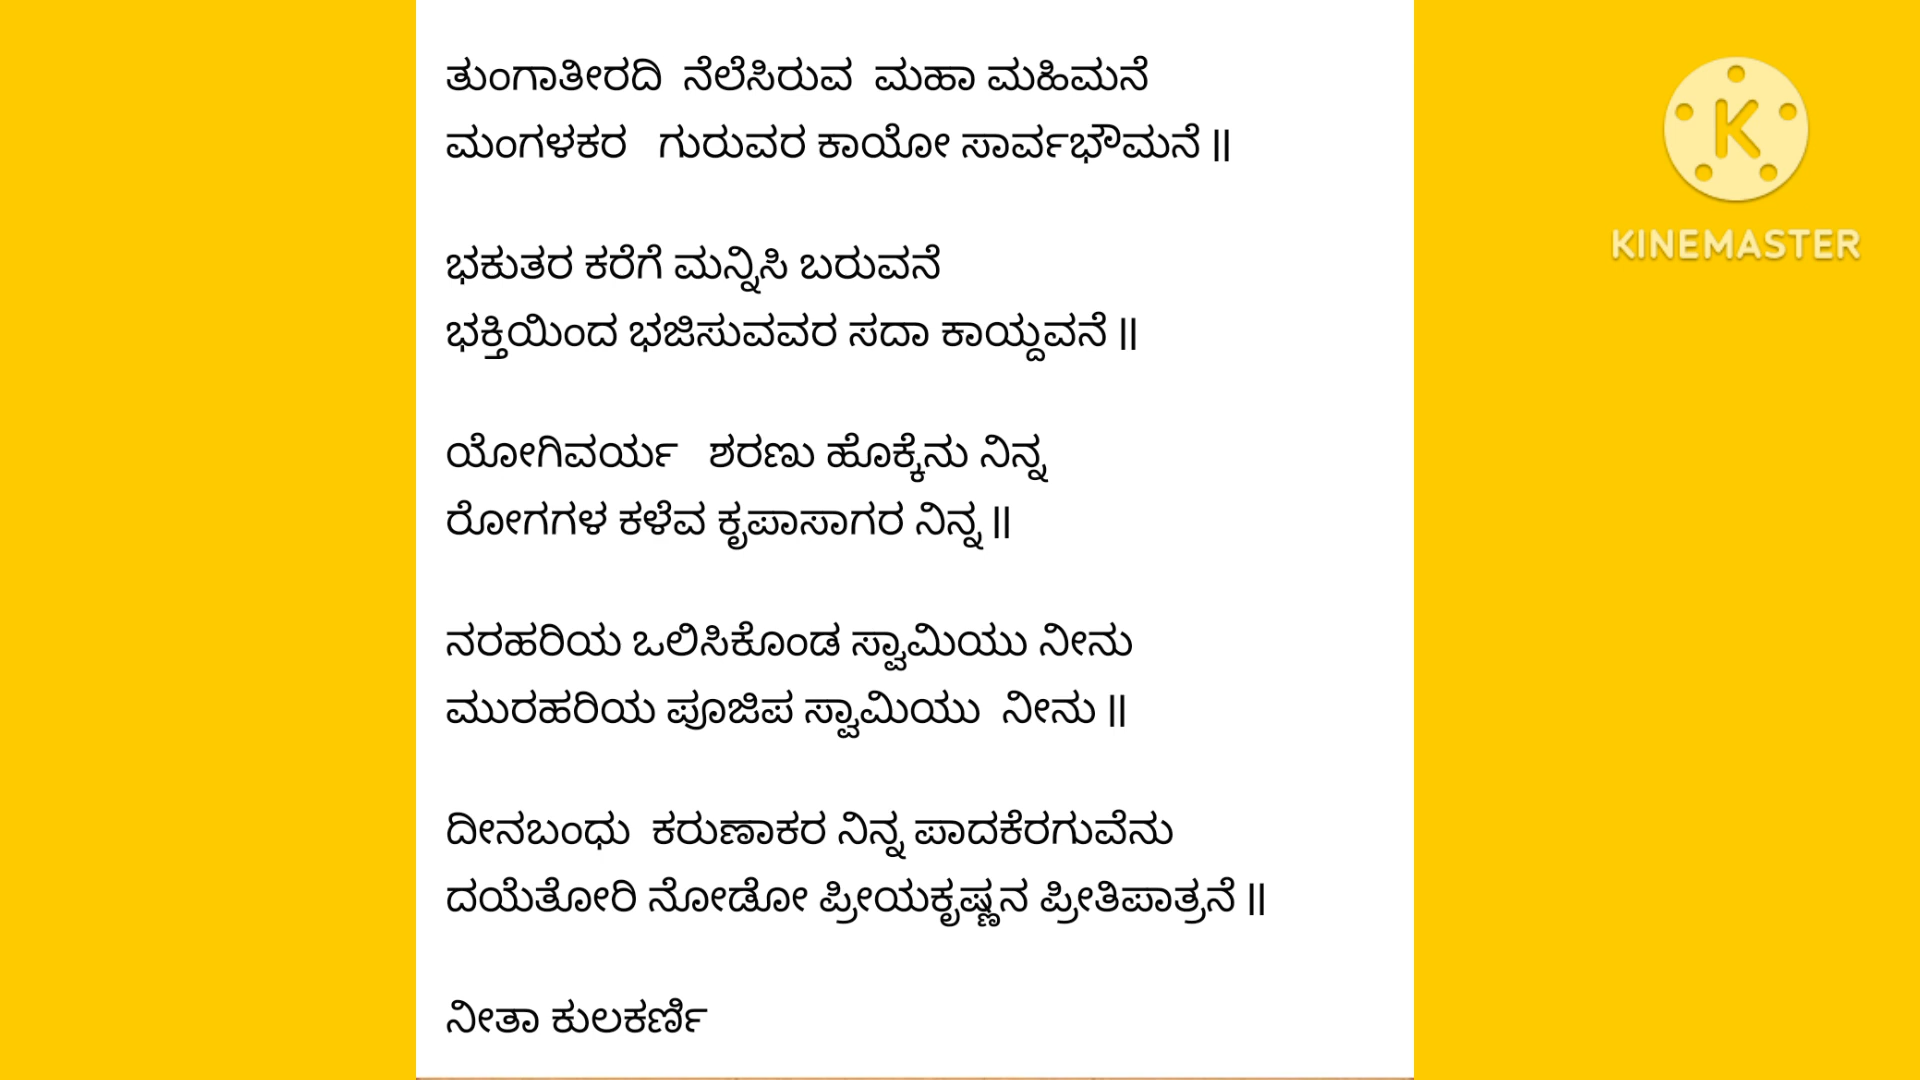 ತುಂಗಾತೀರದಿ ನೆಲೆಸಿರುವ ಮಹಾ ಮಹಿಮನೆ
ಮಂಗಳಕರ ಗುರುವರ ಕಾಯೋ ಸಾರ್ವಭೌಮನೆ ||
ಭಕುತರ ಕರೆಗೆ ಮನ್ನಿಸಿ ಬರುವನೆ
ಭಕ್ತಿಯಿಂದ ಭಜಿಸುವವರ ಸದಾ ಕಾಯ್ದವನೆ ||
ಯೋಗಿವರ್ಯ ಶರಣು ಹೊಕ್ಕೆನು ನಿನ್ನ
ರೋಗಗಳ ಕಳೆವ ಕೃಪಾಸಾಗರ ನಿನ್ನ ||
ನರಹರಿಯ ಒಲಿಸಿಕೊಂಡ ಸ್ವಾಮಿಯು ನೀನು
ಮುರಹರಿಯ ಪೂಜಿಪ ಸ್ವಾಮಿಯು ನೀನು ||
ದೀನಬಂಧು ಕರುಣಾಕರ ನಿನ್ನ ಪಾದಕೆರಗುವೆನು
ದಯೆತೋರಿ ನೋಡೋ ಪ್ರೀಯಕೃಷ್ಣನ ಪ್ರೀತಿಪಾತ್ರನೆ ||
ನೀತಾ ಕುಲಕರ್ಣಿ
K
KINEMASTER